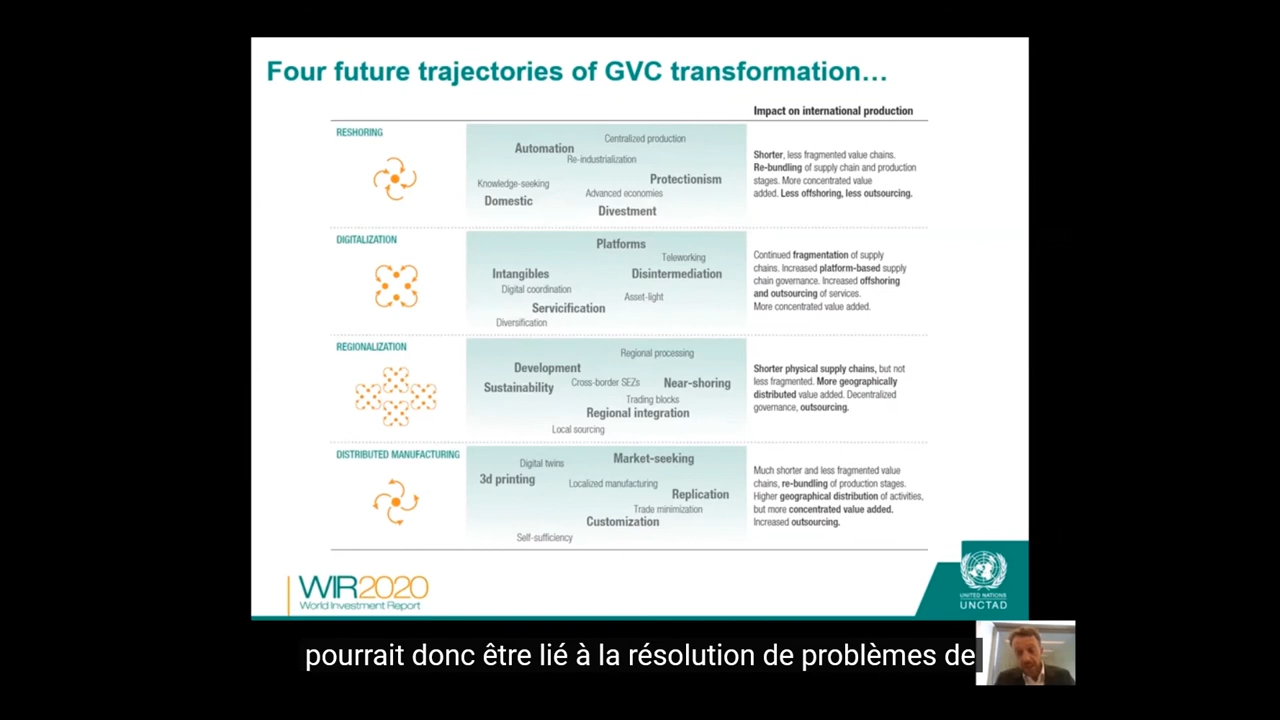 Four future trajectories of GVC transformation…
Impact on international production
RESHORING
Centralized production
Automation
Re-industrialization
Protectionism
Knowledge-seeking
Advanced economies
Domestic
Divestment
Shorter, less fragmented value chains.
Re-bundling of supply chain and production
stages. More concentrated value
added. Less offshoring, less outsourcing.
DIGITALIZATION
Platforms
Teleworking
Intangibles
Disintermediation
Digital coordination
Asset-light
Servicification
Diversification
Continued fragmentation of supply
chains. Increased platform-based supply
chain governance. Increased offshoring
and outsourcing of services.
More concentrated value added.
REGIONALIZATION
Regional processing
Development
Sustainability
Cross-border SEZs
Near-shoring
Trading blocks
Regional integration
Local sourcing
Shorter physical supply chains, but not
less fragmented. More geographically
distributed value added. Decentralized
governance, outsourcing.
DISTRIBUTED MANUFACTURING
Market-seeking
Digital twins
3d printing
Localized manufacturing
Replication
Trade minimization
Customization
Self-sufficiency
Much shorter and less fragmented value
chains, re-bundling of production stages.
Higher geographical distribution of activities,
but more concentrated value added.
Increased outsourcing.
WIR2020
World Investment Report
UNITED NATIONS
UNCTAD
pourrait donc être lié à la résolution de problèmes de